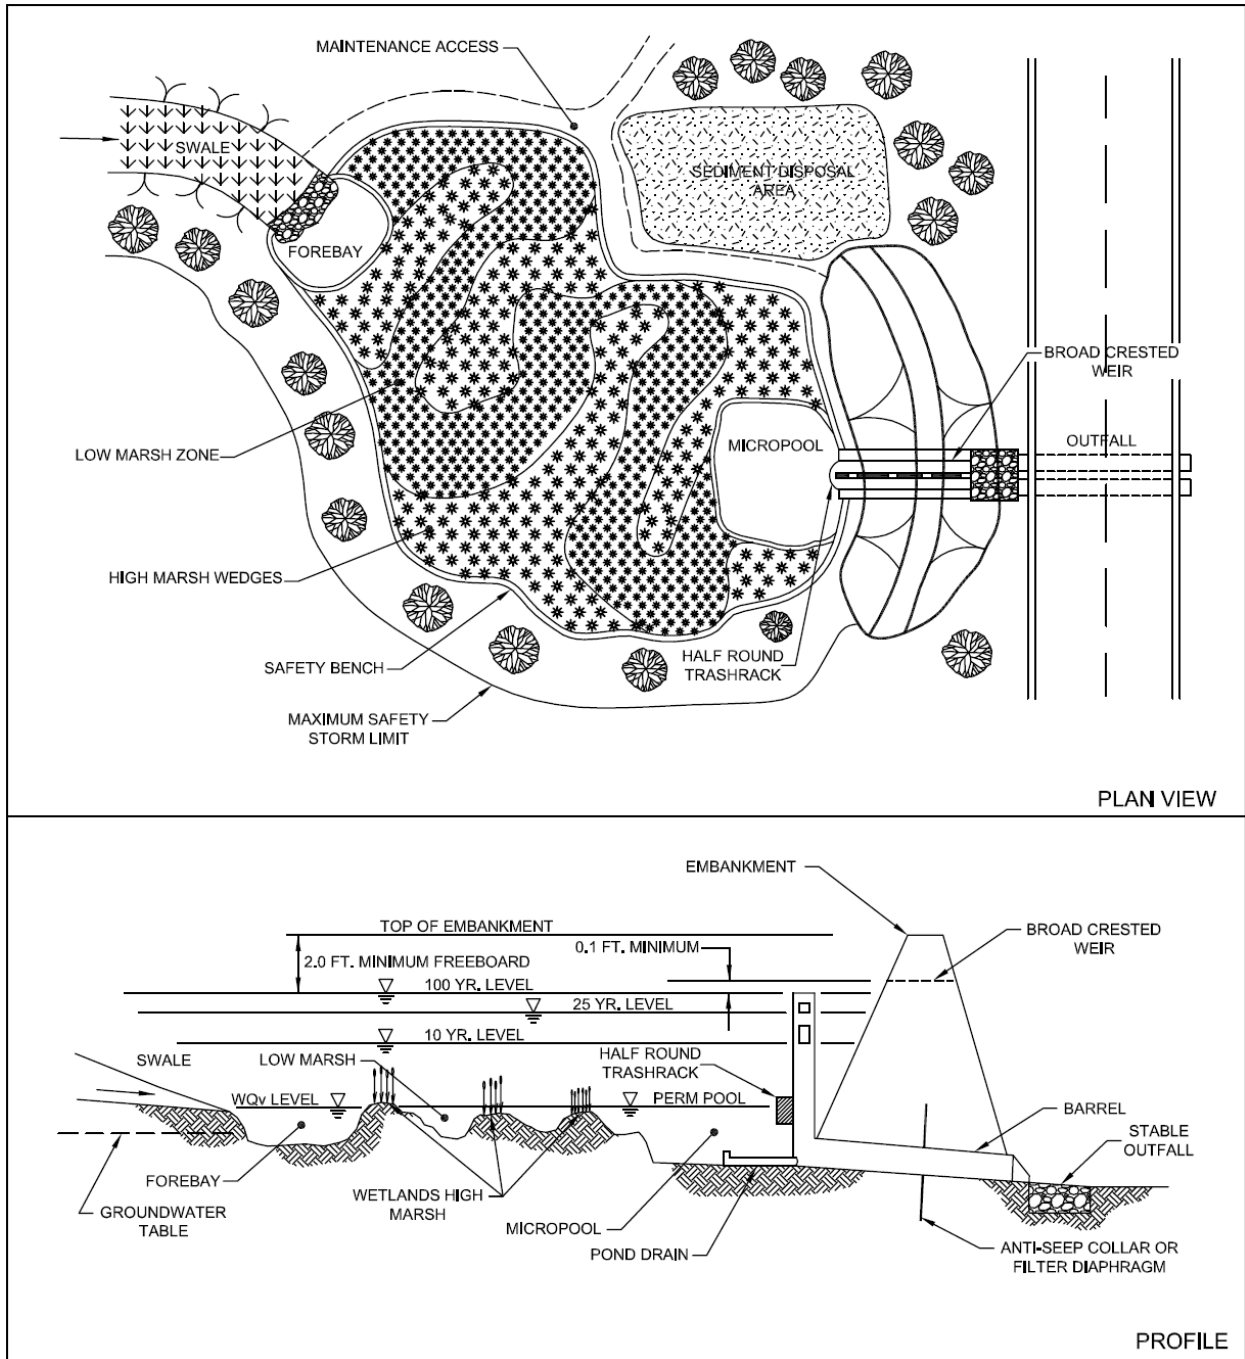 MAINTENANCE ACCESS
SWALE
SEDIMENT DISPOSAL
AREA
FOREBAY
BROAD CRESTED
WEIR
MICROPOOL
OUTFALL
LOW MARSH ZONE
HIGH MARSH WEDGES
SAFETY BENCH
HALF ROUND
TRASHRACK
MAXIMUM SAFETY
STORM LIMIT
PLAN VIEW
EMBANKMENT
TOP OF EMBANKMENT
0.1 FT. MINIMUM
BROAD CRESTED
WEIR
2.0 FT. MINIMUM FREEBOARD
100 YR. LEVEL
25 YR. LEVEL
10 YR. LEVEL
SWALE
LOW MARSH
HALF ROUND
TRASHRACK
WQv LEVEL
PERM POOL
BARREL
STABLE
OUTFALL
FOREBAY
WETLANDS HIGH
MARSH
GROUNDWATER
TABLE
MICROPOOL
POND DRAIN
ANTI-SEEP COLLAR OR
FILTER DIAPHRAGM
PROFILE